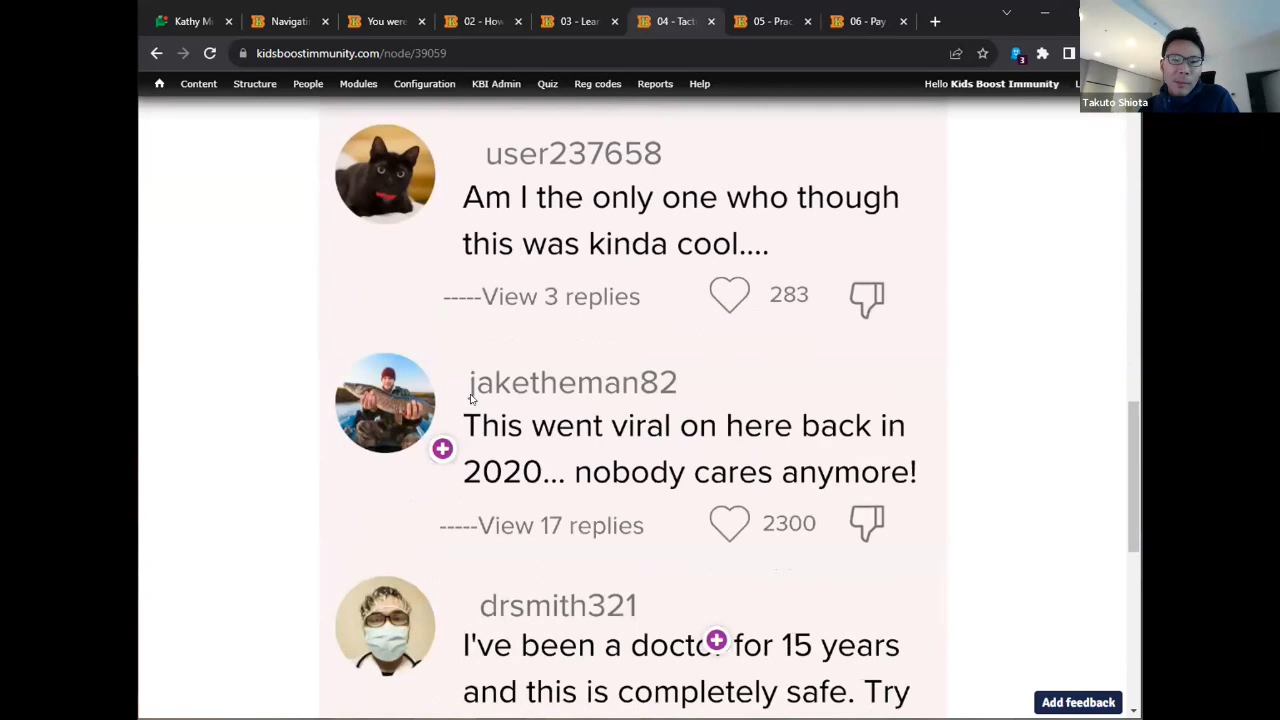 Kathy M
Navigatin
You were
02 - How
03 - Lear
04 - Tact
05 - Prac
06 - Pay
kidsboostimmunity.com/node/39059
3
Content Structure People Modules Configuration KBI Admin Quiz Reg codes Reports Help
Hello Kids Boost Immunity
Takuto Shiota
user237658
Am I the only one who though
this was kinda cool....
-----View 3 replies
283
jaketheman82
This went viral on here back in
2020... nobody cares anymore!
-----View 17 replies
2300
drsmith321
I've been a doctor for 15 years
and this is completely safe. Try
Add feedback